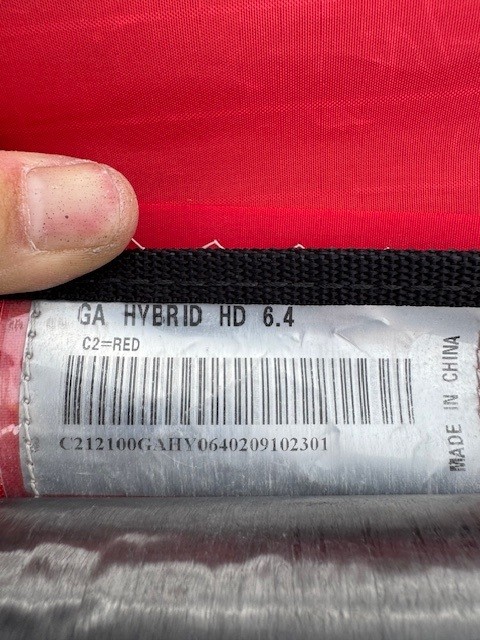 GA HYBRID HD 6.4
C2=RED
C212100GAHY0640209102301
MADE IN CHINA